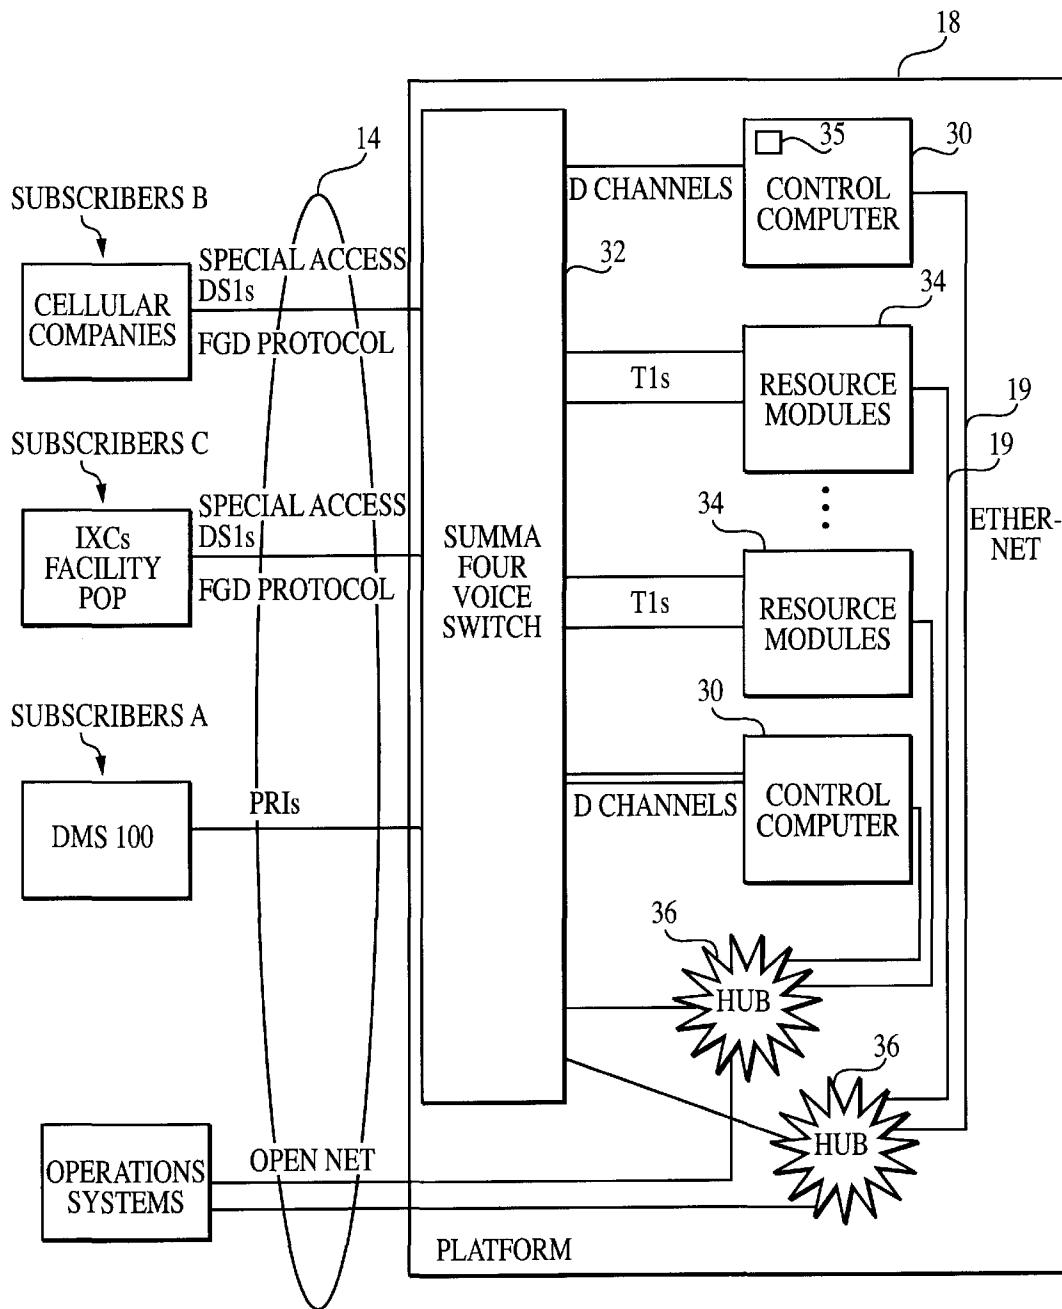 18
14
35
30
SUBSCRIBERS B
D CHANNELS
CONTROL
COMPUTER
SPECIAL ACCESS
DS1s
32
CELLULAR
COMPANIES
FGD PROTOCOL
34
T1s
RESOURCE
MODULES
19
19
SUBSCRIBERS C
SPECIAL ACCESS
DS1s
34
ETHER-
NET
IXCs
FACILITY
POP
FGD PROTOCOL
SUMMA
FOUR
VOICE
SWITCH
T1s
RESOURCE
MODULES
30
SUBSCRIBERS A
PRIs
D CHANNELS
CONTROL
COMPUTER
DMS 100
36
HUB
36
HUB
OPERATIONS
SYSTEMS
OPEN NET
PLATFORM